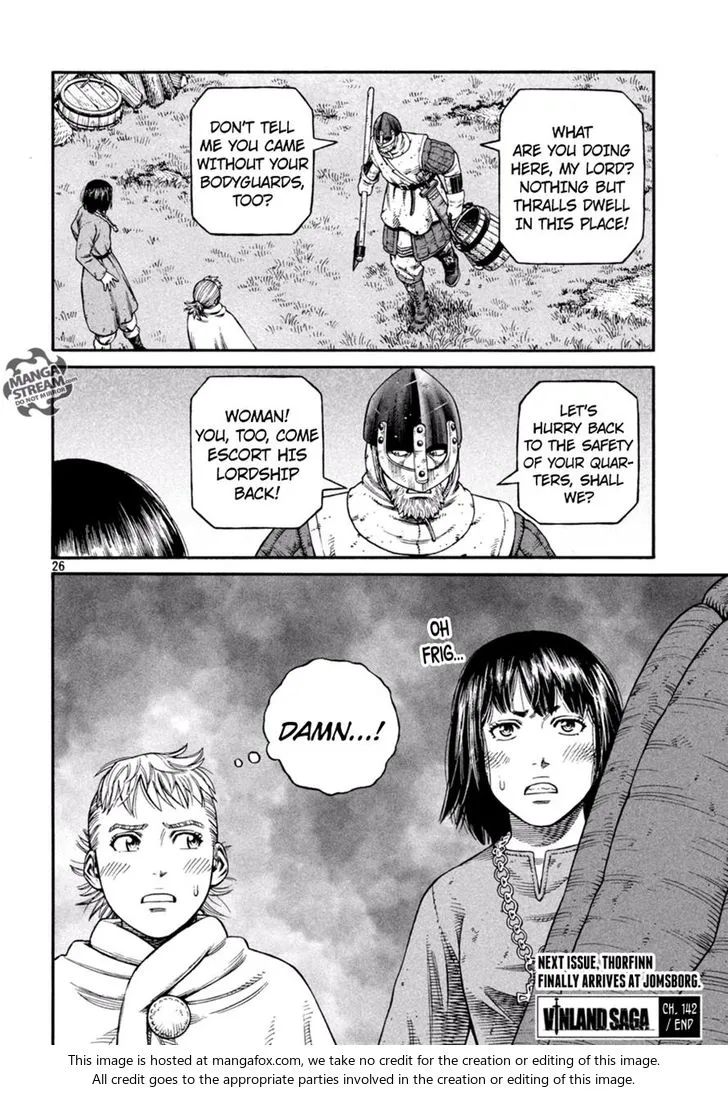 DON'T TELL
ME YOU CAME
WITHOUT YOUR
BODYGUARDS,
TOO?
WHAT
ARE YOU DOING
HERE, MY LORD?
NOTHING BUT
THRALLS DWELL
IN THIS PLACE!
MANGA
STREAM.com
DO NOT MIRROR
WOMAN!
YOU, TOO, COME
ESCORT HIS
LORDSHIP
BACK!
LET'S
HURRY BACK
TO THE SAFETY
OF YOUR QUAR-
TERS, SHALL
WE?
26
OH
FRIG...
DAMN...!
NEXT ISSUE, THORFINN
FINALLY ARRIVES AT JOMSBORG.
VINLAND SAGA
CH. 142
/ END
This image is hosted at mangafox.com, we take no credit for the creation or editing of this image.
All credit goes to the appropriate parties involved in the creation or editing of this image.